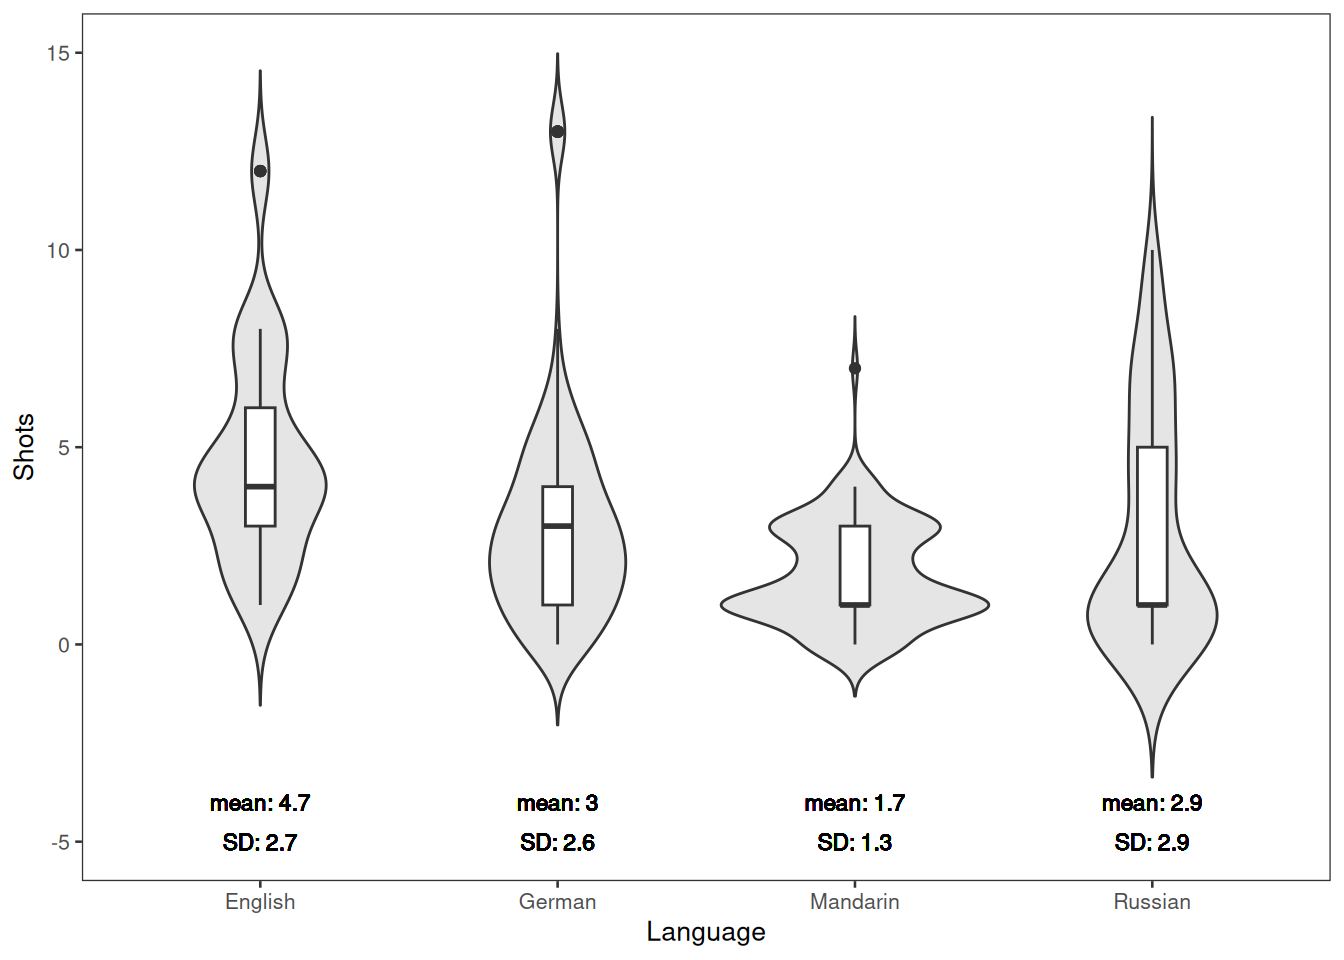 15
10
5
0
-5
Shots
mean: 4.7 mean: 3 mean: 1.7 mean: 2.9
SD: 2.7 SD: 2.6 SD: 1.3 SD: 2.9
English German Mandarin Russian
Language